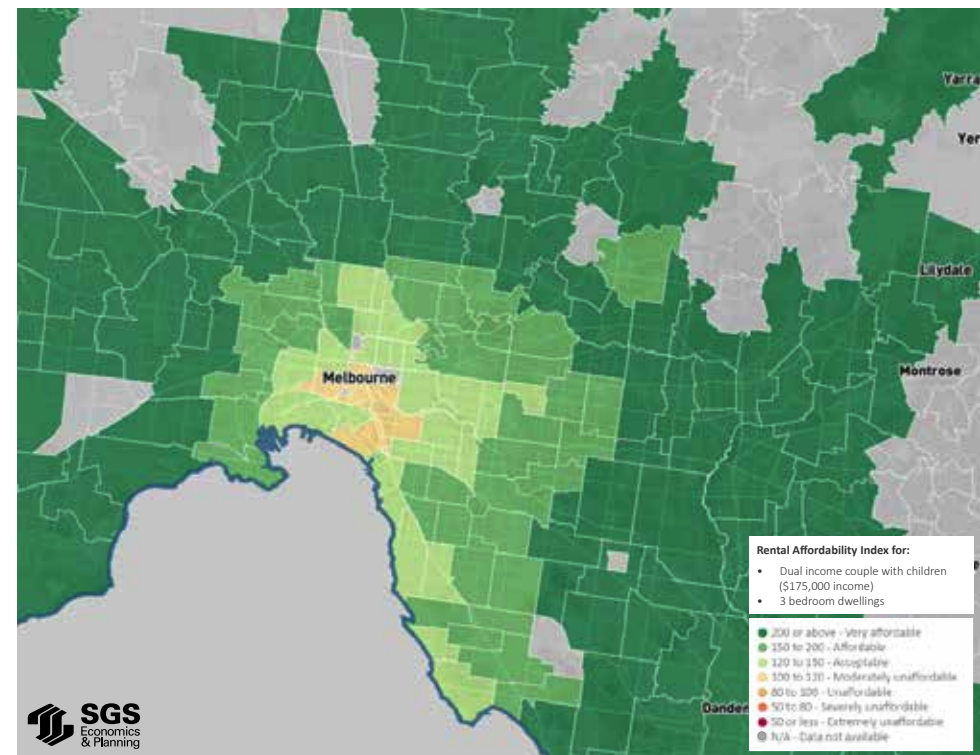 Yarra
Yer
Lilydale
Montrose
Melbourne
Rental Affordability Index for:
• Dual income couple with children
($175,000 income)
• 3 bedroom dwellings
200 or above - Very affordable
150 to 200 - Affordable
120 to 150 - Acceptable
100 to 120 - Moderately unaffordable
80 to 100 - Unaffordable
50 to 80 - Severely unaffordable
50 or less - Extremely unaffordable
N/A - Data not available
Danden
SGS
Economics
& Planning